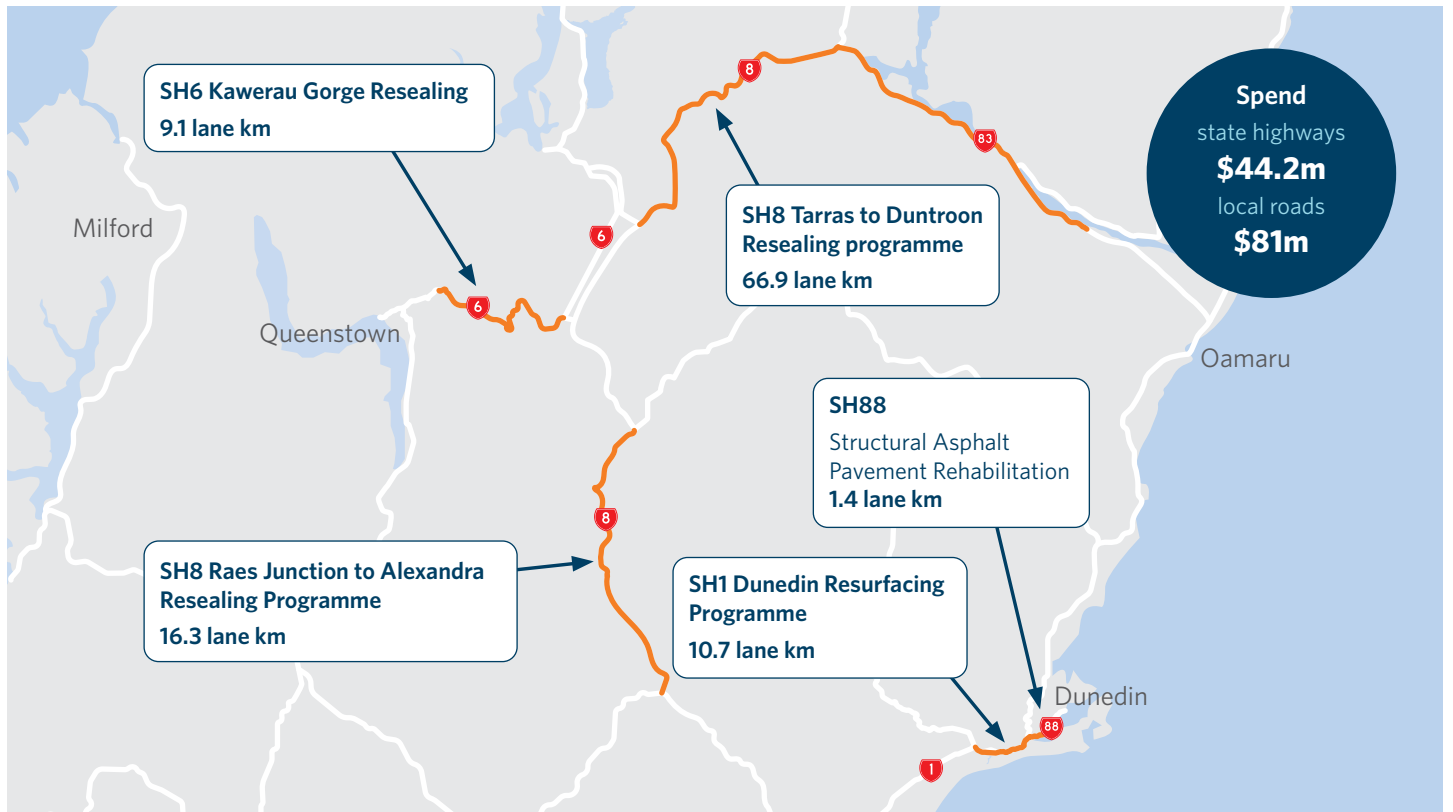 SH6 Kawerau Gorge Resealing
9.1 lane km
8
Spend
state highways
$44.2m
local roads
$81m
83
Milford
SH8 Tarras to Duntroon
Resealing programme
66.9 lane km
6
6
Queenstown
Oamaru
SH88
Structural Asphalt
Pavement Rehabilitation
1.4 lane km
8
SH8 Raes Junction to Alexandra
Resealing Programme
16.3 lane km
SH1 Dunedin Resurfacing
Programme
10.7 lane km
Dunedin
88
1